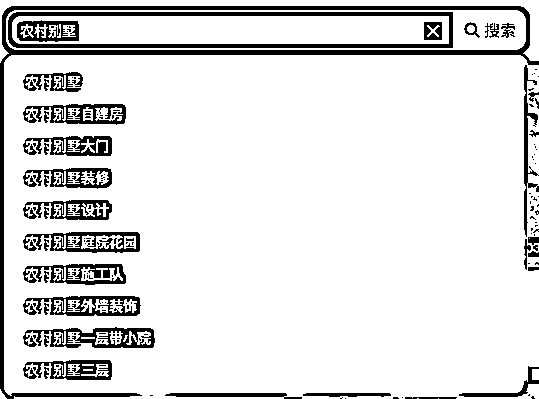 农村别墅
搜索
农村别墅
农村别墅自建房
农村别墅大门
农村别墅装修
农村别墅设计
农村别墅庭院花园
农村别墅施工队
农村别墅外墙装饰
农村别墅一层带小院
农村别墅三层